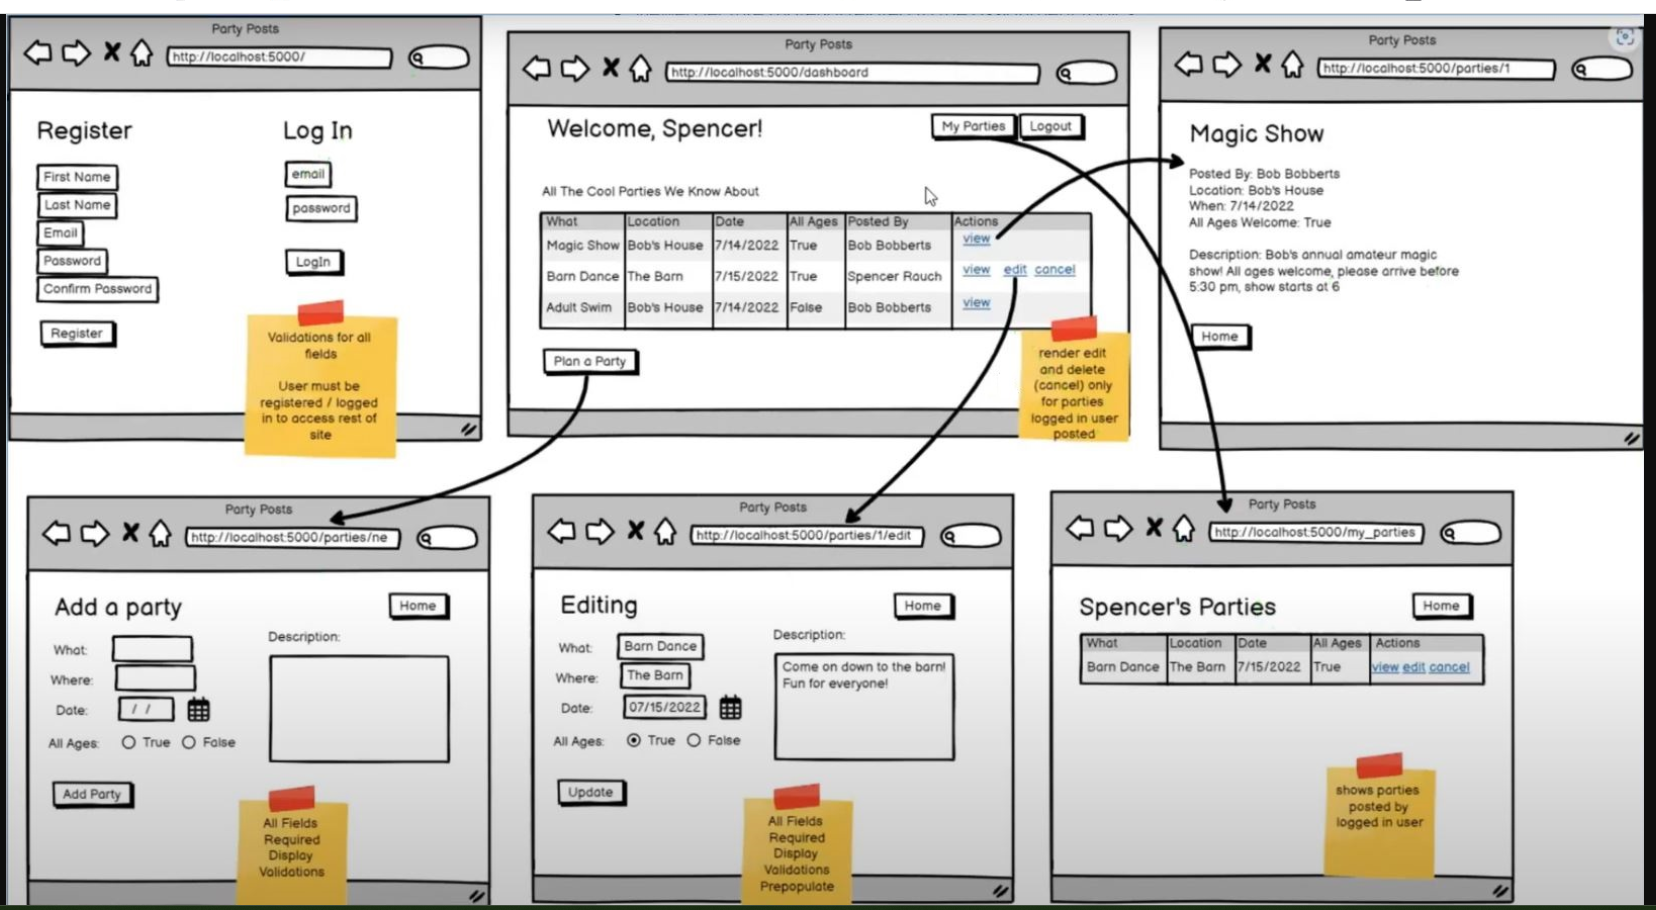 Party Posts
http://localhost:5000/
Register
Log In
First Name
Last Name
Email
Password
Confirm Password
Register
email
password
LogIn
Validations for all
fields
User must be
registered / logged
in to access rest of
site
Party Posts
http://localhost:5000/dashboard
Welcome, Spencer!
My Parties
Logout
All The Cool Parties We Know About
What Location Date All Ages Posted By Actions
Magic Show Bob's House 7/14/2022 True Bob Bobberts view
Barn Dance The Barn 7/15/2022 True Spencer Rauch view edit cancel
Adult Swim Bob's House 7/14/2022 False Bob Bobberts view
Plan a Party
render edit
and delete
(cancel) only
for parties
logged in user
posted
Party Posts
http://localhost:5000/parties/1
Magic Show
Posted By: Bob Bobberts
Location: Bob's House
When: 7/14/2022
All Ages Welcome: True
Description: Bob's annual amateur magic
show! All ages welcome, please arrive before
5:30 pm, show starts at 6
Home
Party Posts
http://localhost:5000/parties/ne
Add a party
Home
What:
Where:
Date: / /
All Ages: True False
Description:
Add Party
All Fields
Required
Display
Validations
Party Posts
http://localhost:5000/parties/1/edit
Editing
Home
What: Barn Dance
Where: The Barn
Date: 07/15/2022
All Ages: True False
Description:
Come on down to the barn!
Fun for everyone!
Update
All Fields
Required
Display
Validations
Prepopulate
Party Posts
http://localhost:5000/my_parties
Spencer's Parties
Home
What Location Date All Ages Actions
Barn Dance The Barn 7/15/2022 True view edit cancel
shows parties
posted by
logged in user